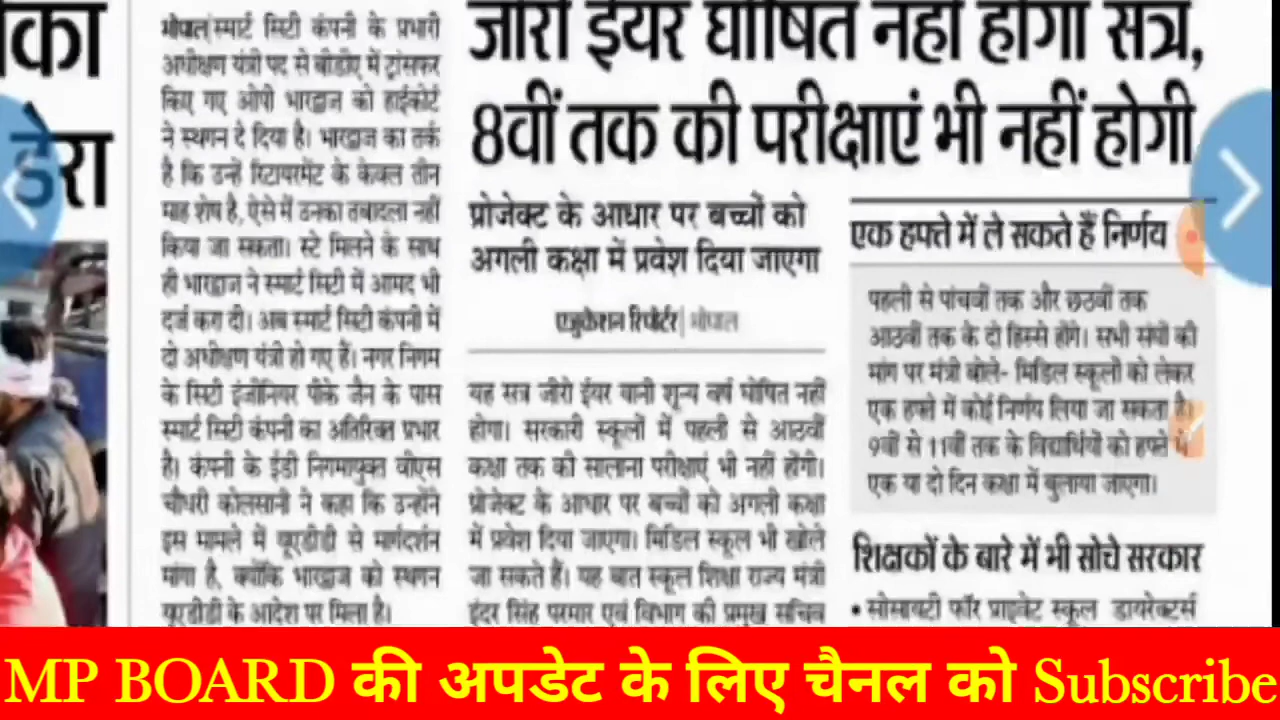 का
डेरा
भोपाल|स्मार्ट सिटी कंपनी के प्रभारी
अधीक्षण यंत्री पद से बीडीए में ट्रांसफर
किए गए ओपी भारद्वाज को हाईकोर्ट
ने स्थगन दे दिया है। भारद्वाज का तर्क
है कि उन्हें रिटायरमेंट के केवल तीन
माह शेष है, ऐसे में उनका तबादला नहीं
किया जा सकता। स्टे मिलने के साथ
ही भारद्वाज ने स्मार्ट सिटी में आमद भी
दर्ज करा दी। अब स्मार्ट सिटी कंपनी में
दो अधीक्षण यंत्री हो गए हैं। नगर निगम
के सिटी इंजीनियर पीके जैन के पास
स्मार्ट सिटी कंपनी का अतिरिक्त प्रभार
है। कंपनी के ईडी निगमायुक्त वीएस
चौधरी कोलसानी ने कहा कि उन्होंने
इस मामले में यूएडीडी से मार्गदर्शन
मांगा है, क्योंकि भारद्वाज को स्थगन
यूएडीडी के आदेश पर मिला है।
जीरो ईयर घोषित नहीं होगा सत्र,
8वीं तक की परीक्षाएं भी नहीं होगी
प्रोजेक्ट के आधार पर बच्चों को
अगली कक्षा में प्रवेश दिया जाएगा
एजुकेशन रिपोर्टर| भोपाल
यह सत्र जीरो ईयर यानी शून्य वर्ष घोषित नहीं
होगा। सरकारी स्कूलों में पहली से आठवीं
कक्षा तक की सालाना परीक्षाएं भी नहीं होंगी।
प्रोजेक्ट के आधार पर बच्चों को अगली कक्षा
में प्रवेश दिया जाएगा। मिडिल स्कूल भी खोले
जा सकते हैं। यह बात स्कूल शिक्षा राज्य मंत्री
इंदर सिंह परमार एवं विभाग की प्रमुख सचिव
एक हफ्ते में ले सकते हैं निर्णय
पहली से पांचवीं तक और छठवीं तक
आठवीं तक के दो हिस्से होंगे। सभी संघों की
मांग पर मंत्री बोले- मिडिल स्कूलों को लेकर
एक हफ्ते में कोई निर्णय लिया जा सकता है।
9वीं से 11वीं तक के विद्यार्थियों को हफ्ते में
एक या दो दिन कक्षा में बुलाया जाएगा।
शिक्षकों के बारे में भी सोचे सरकार
• सोसायटी फॉर प्राइवेट स्कूल डायरेक्टर्स
MP BOARD की अपडेट के लिए चैनल को Subscribe